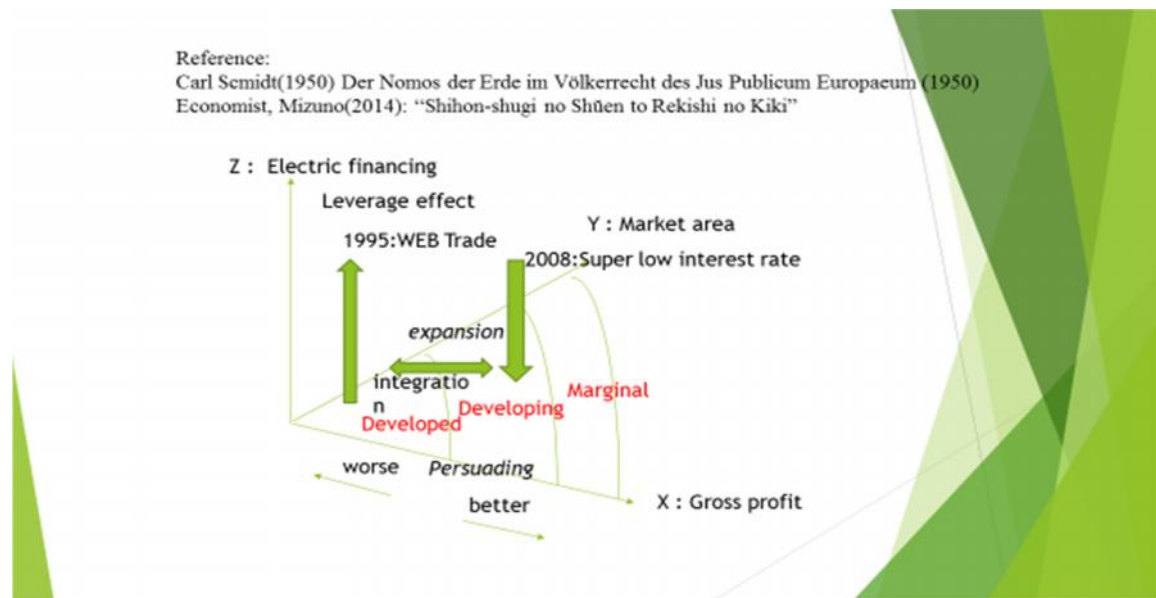 Reference:
Carl Scmidt(1950) Der Nomos der Erde im Völkerrecht des Jus Publicum Europaeum (1950)
Economist, Mizuno(2014): “Shihon-shugi no Shūen to Rekishi no Kiki”
Z : Electric financing
Leverage effect
Y : Market area
1995:WEB Trade
2008:Super low interest rate
expansion
integratio
n
Marginal
Developing
Developed
worse
Persuading
better
X : Gross profit